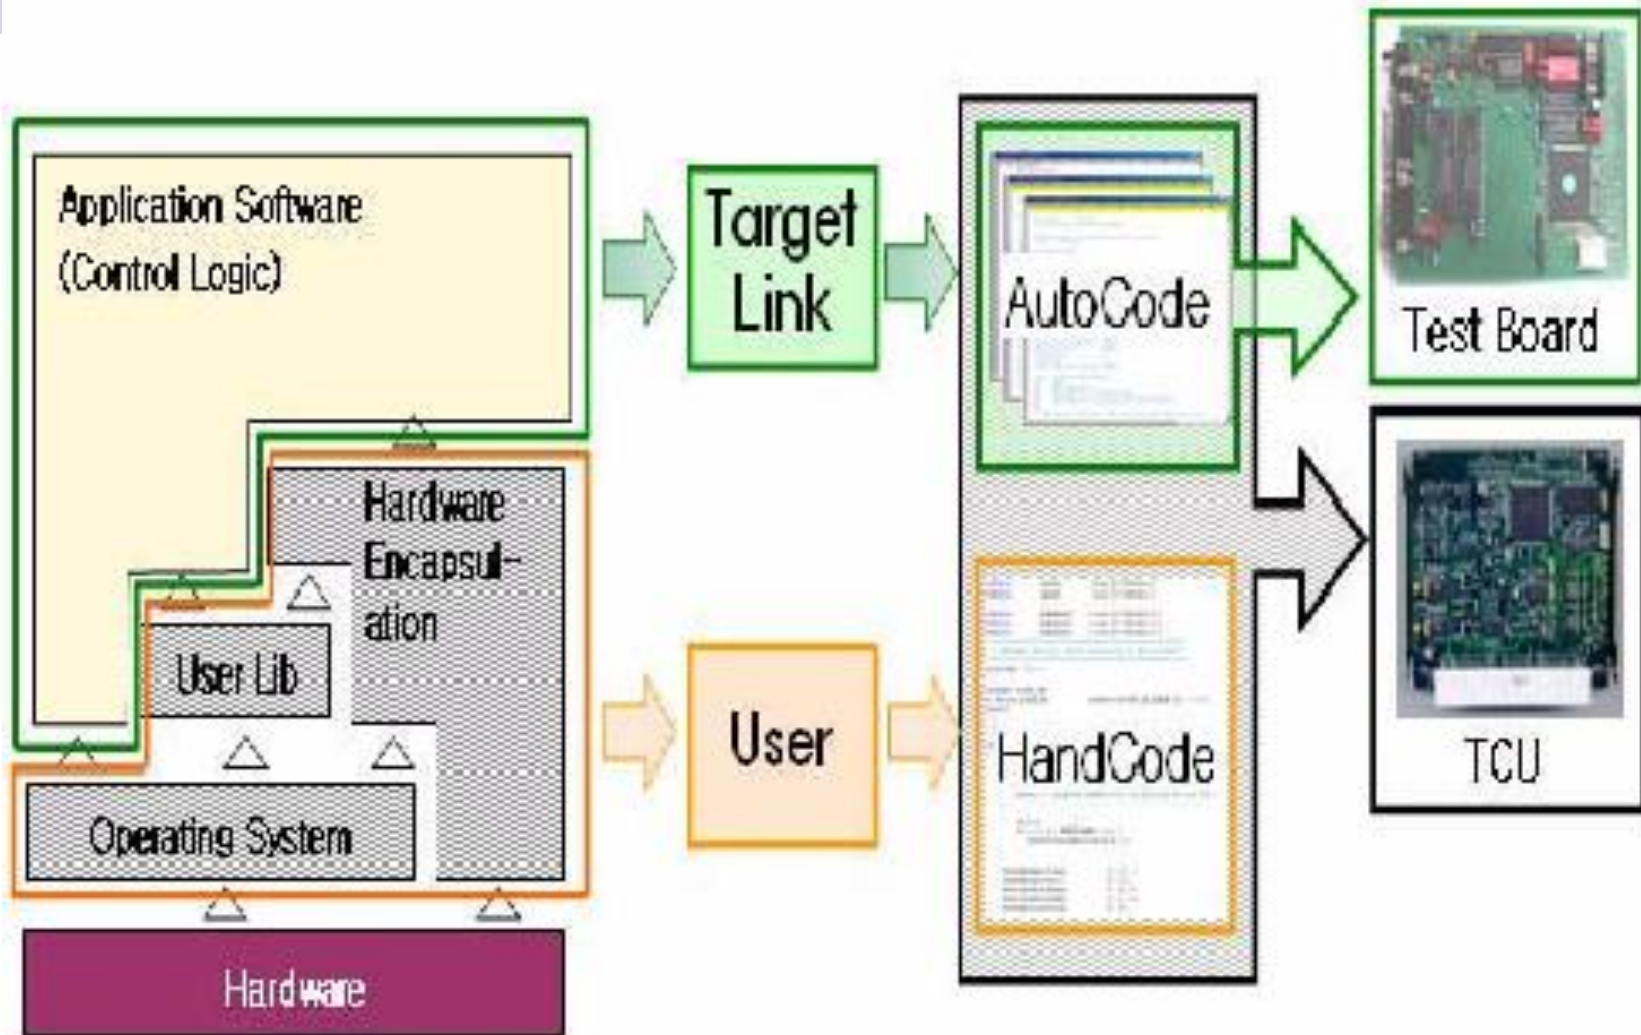 Application Software
(Control Logic)
Hardware
Encapsul-
ation
User Lib
Operating System
Hardware
Target
Link
User
AutoCode
HandCode
Test Board
TCU